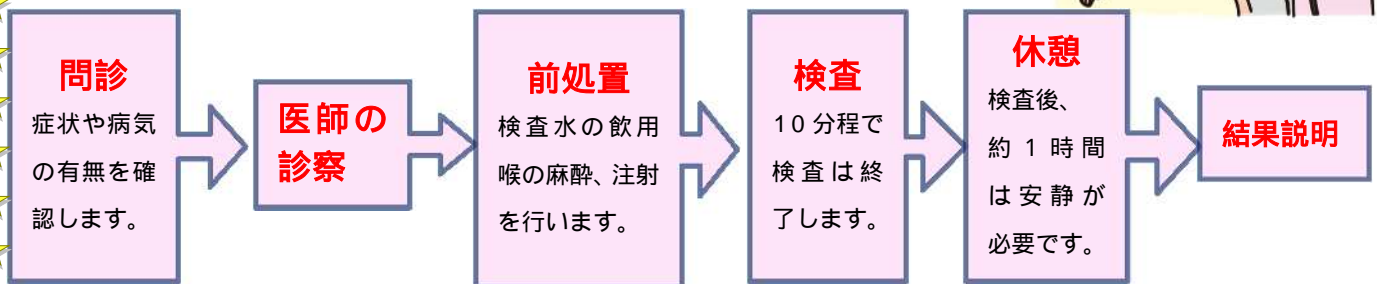 問診
症状や病気
の有無を確
認します。
医師の
診察
前処置
検査水の飲用
喉の麻酔、注射
を行います。
検査
10分程で
検査は終
了します。
休憩
検査後、
約1時間
は安静が
必要です。
結果説明